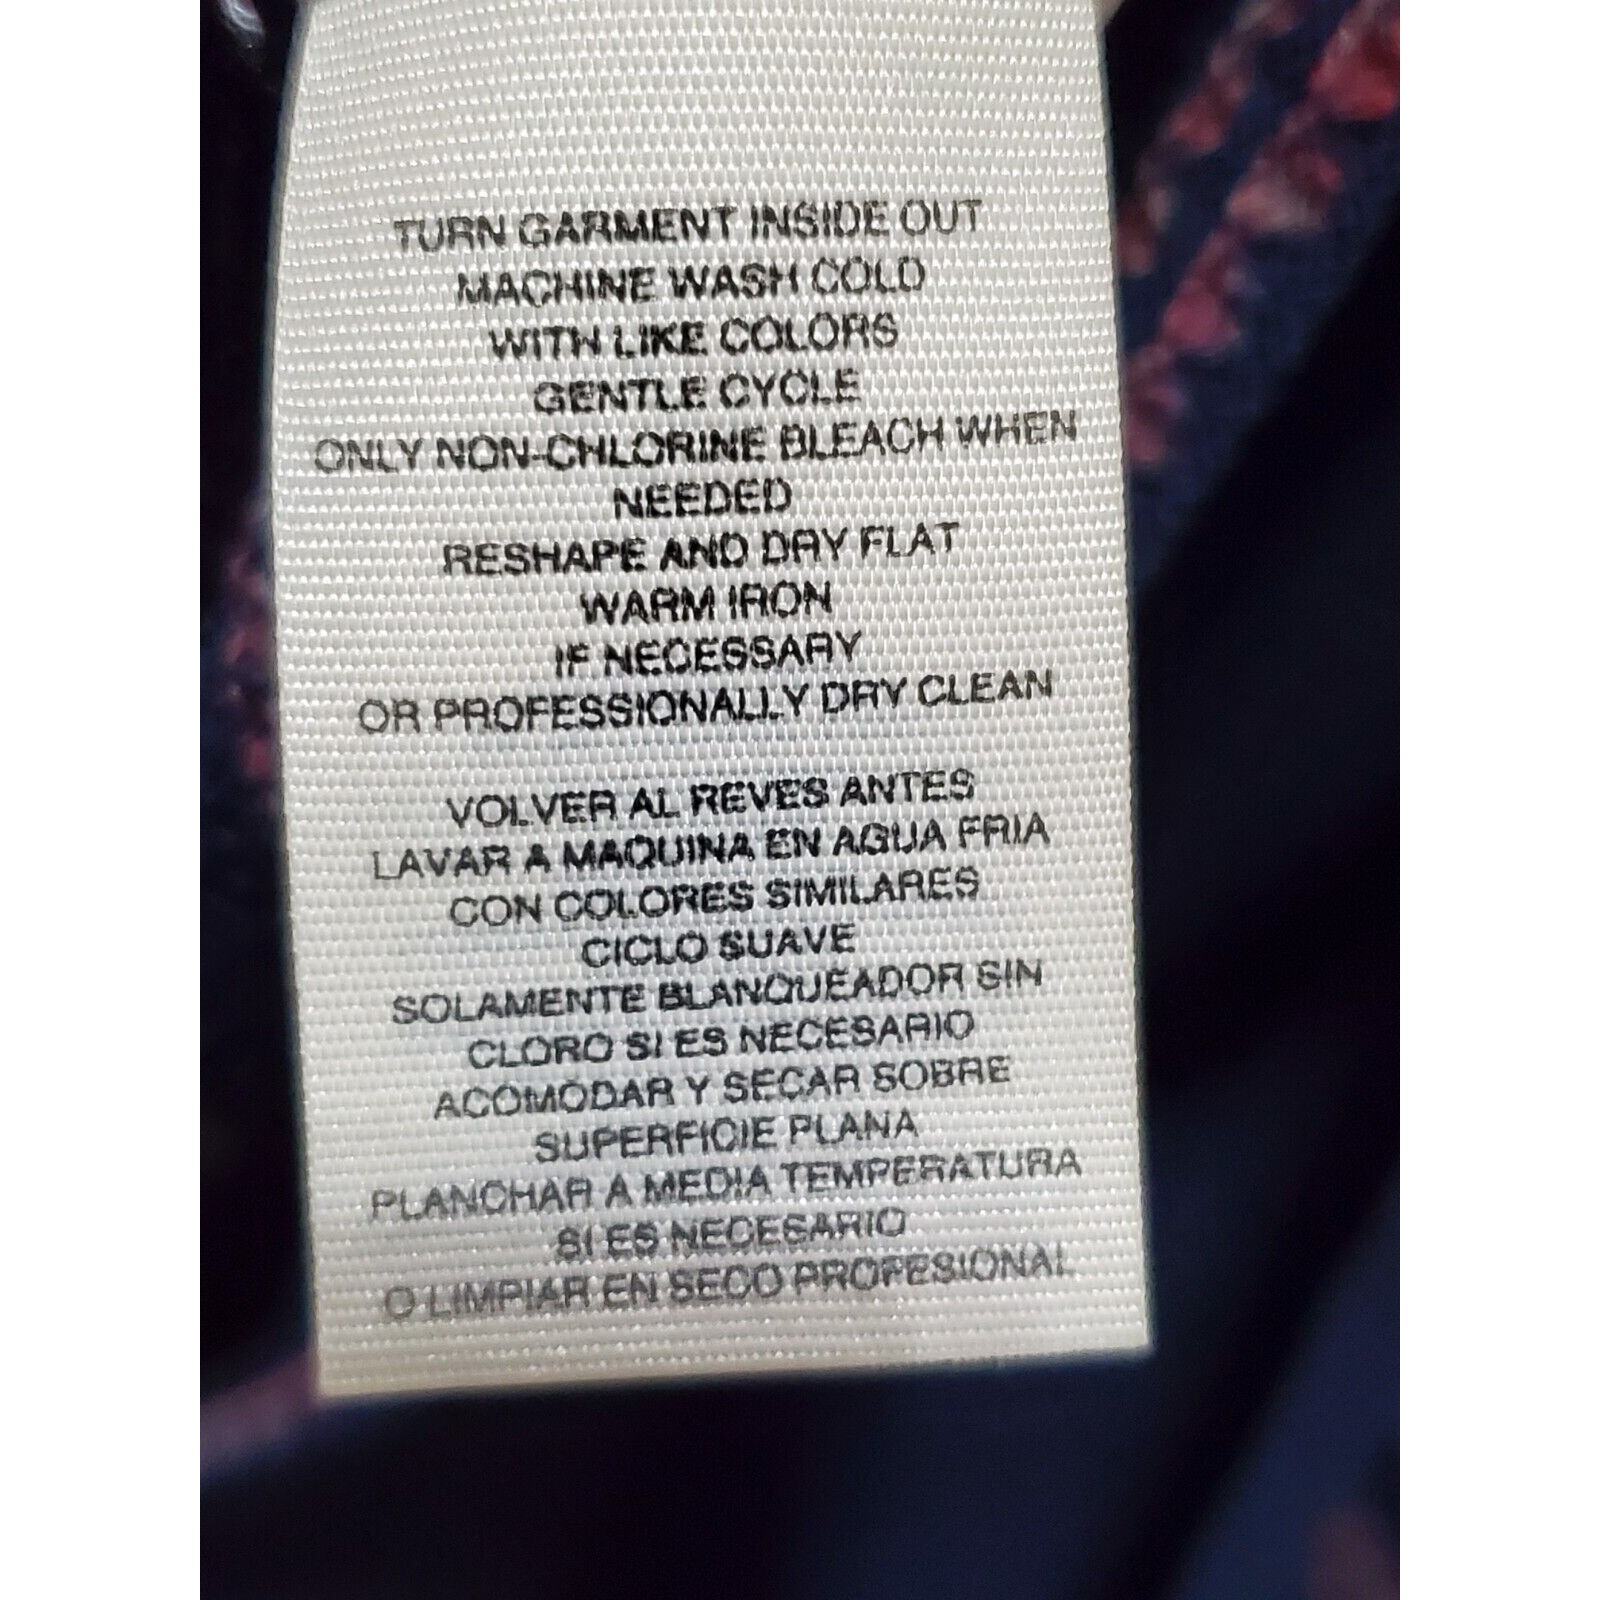 TURN GARMENT INSIDE OUT
MACHINE WASH COLD
WITH LIKE COLORS
GENTLE CYCLE
ONLY NON-CHLORINE BLEACH WHEN
NEEDED
RESHAPE AND DRY FLAT
WARM IRON
IF NECESSARY
OR PROFESSIONALLY DRY CLEAN
VOLVER AL REVES ANTES
LAVAR A MAQUINA EN AGUA FRIA
CON COLORES SIMILARES
CICLO SUAVE
SOLAMENTE BLANQUEADOR SIN
CLORO SI ES NECESARIO
ACOMODAR Y SECAR SOBRE
SUPERFICIE PLANA
PLANCHAR A MEDIA TEMPERATURA
SI ES NECESARIO
O LIMPIAR EN SECO PROFESIONAL